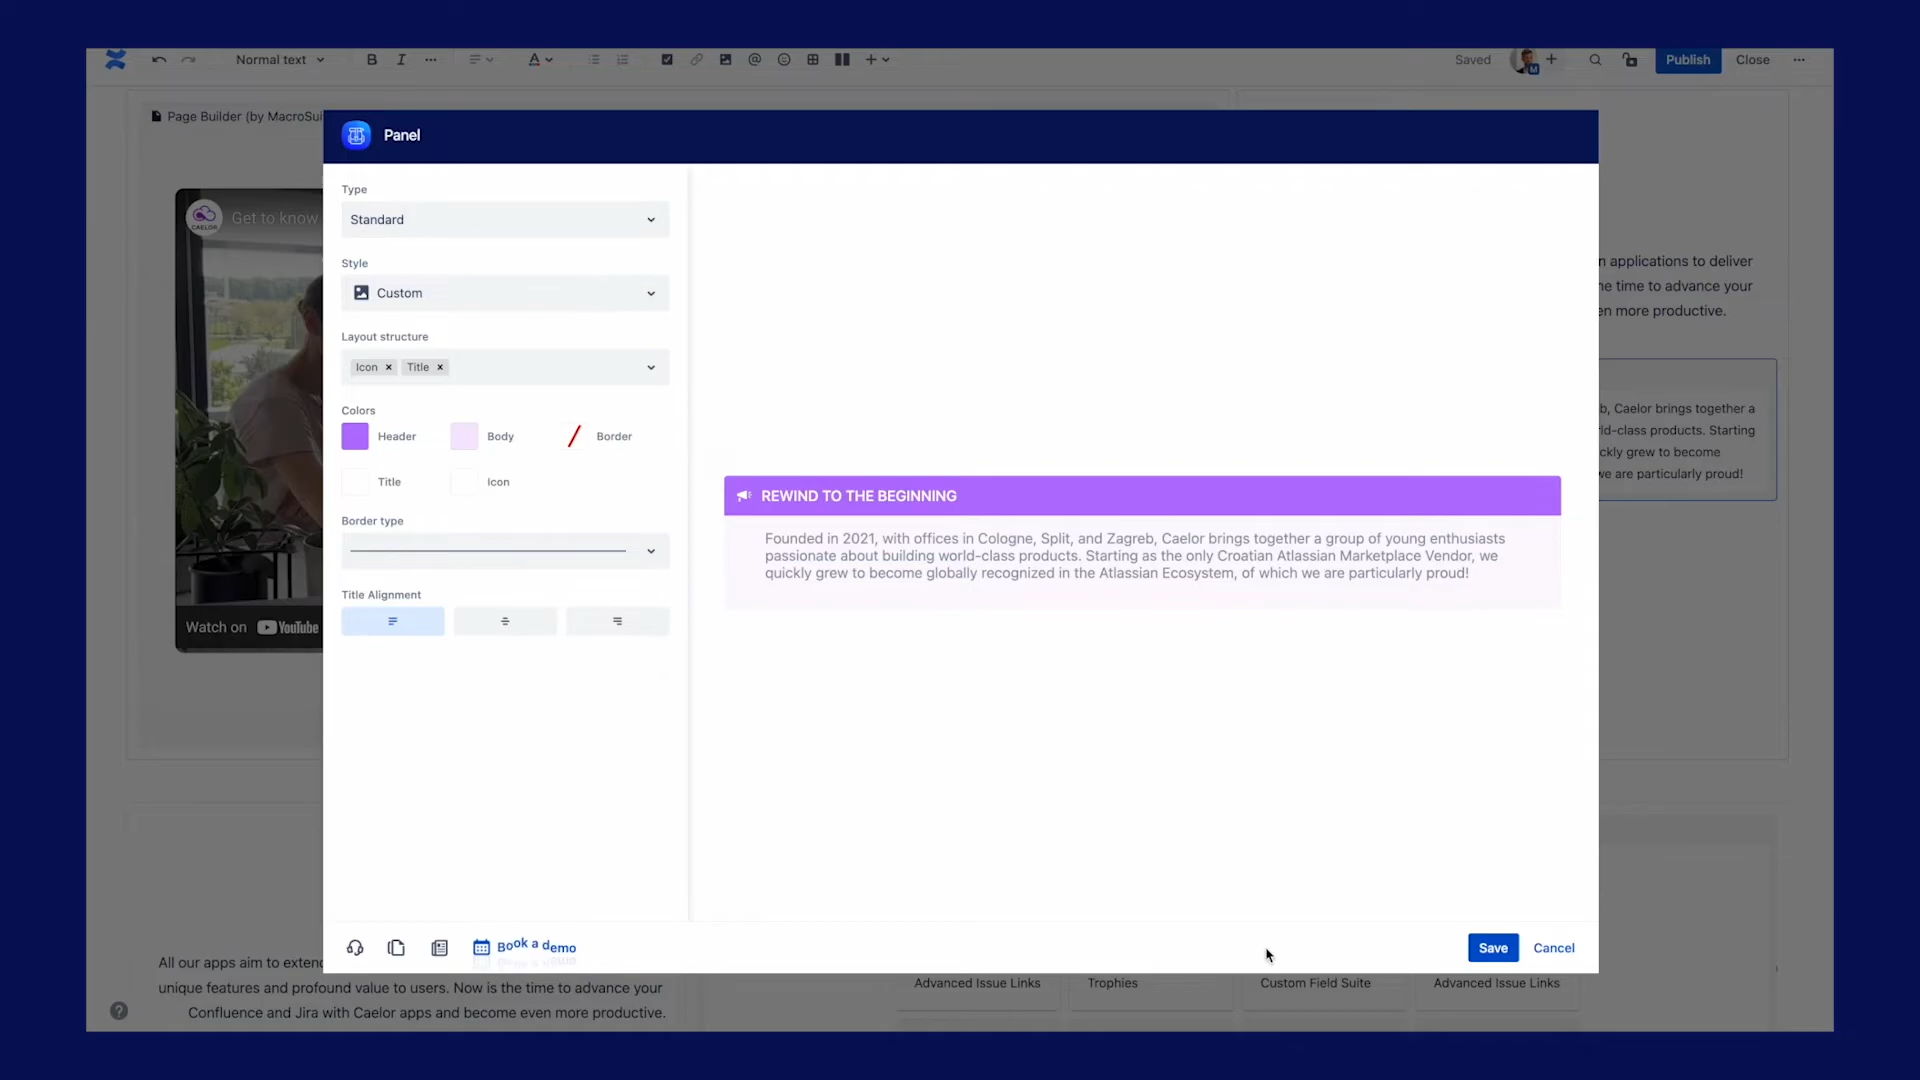 Normal text
B
I
A
Saved
M
Publish
Close
Page Builder (by MacroSui
Panel
Type
Standard
Get to know
CAELOR
Style
Custom
n applications to deliver
ne time to advance your
en more productive.
Layout structure
Icon × Title ×
Colors
Header Body Border
Title Icon
b, Caelor brings together a
rld-class products. Starting
ckly grew to become
we are particularly proud!
Border type
REWIND TO THE BEGINNING
Founded in 2021, with offices in Cologne, Split, and Zagreb, Caelor brings together a group of young enthusiasts
passionate about building world-class products. Starting as the only Croatian Atlassian Marketplace Vendor, we
quickly grew to become globally recognized in the Atlassian Ecosystem, of which we are particularly proud!
Title Alignment
Watch on YouTube
Book a demo
Save Cancel
All our apps aim to exten
unique features and profound value to users. Now is the time to advance your
Confluence and Jira with Caelor apps and become even more productive.
Advanced Issue Links
Trophies
Custom Field Suite
Advanced Issue Links